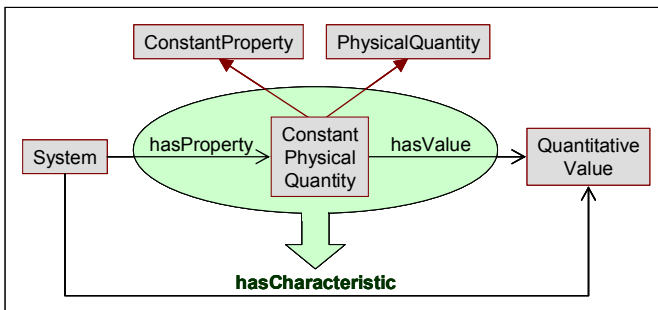 ConstantProperty
PhysicalQuantity
System
hasProperty
Constant
Physical
Quantity
hasValue
Quantitative
Value
hasCharacteristic